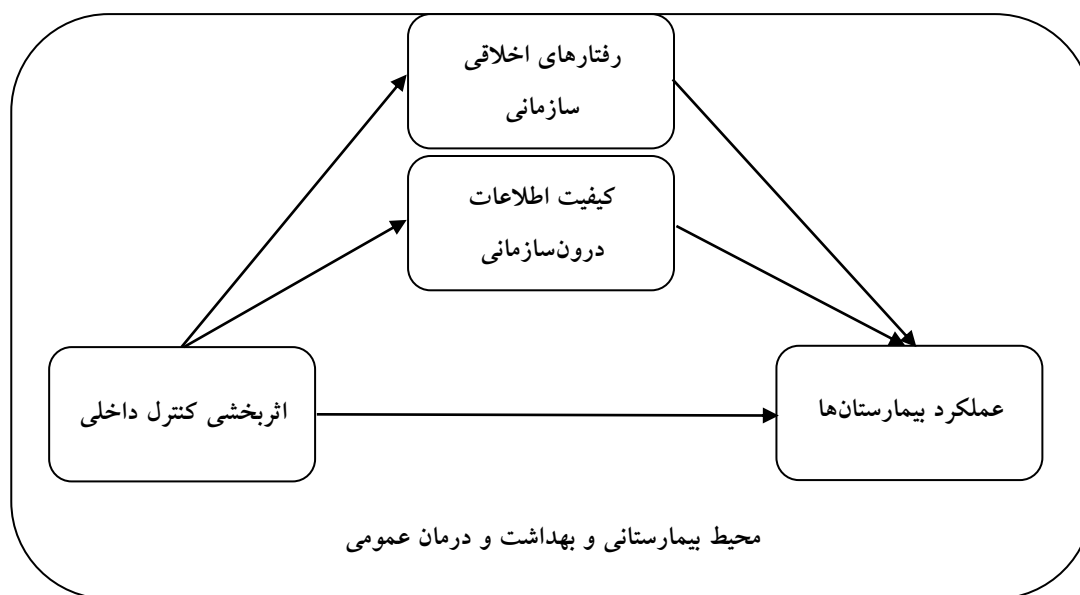 رفتارهای اخلاقی
سازمانی
کیفیت اطلاعات
درون‌سازمانی
اثربخشی کنترل داخلی
عملکرد بیمارستان‌ها
محیط بیمارستانی و بهداشت و درمان عمومی